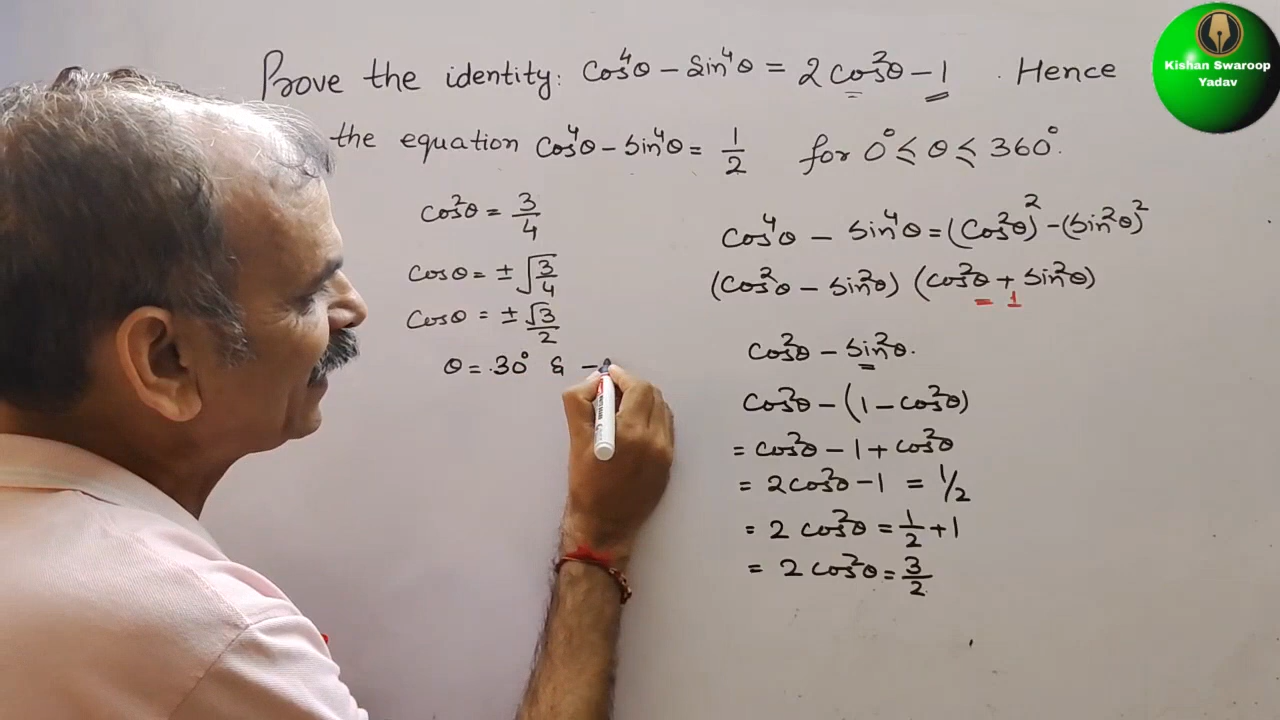 Prove the identity: cos⁴θ - sin⁴θ = 2cos²θ - 1 . Hence
the equation cos⁴θ - sin⁴θ = 1/2 for 0° ≤ θ ≤ 360°.
cos²θ = 3/4
cosθ = ± √3/4
cosθ = ± √3/2
θ = 30° & -
cos⁴θ - sin⁴θ = (cos²θ)² - (sin²θ)²
(cos²θ - sin²θ) (cos²θ + sin²θ)
= 1
cos²θ - sin²θ.
cos²θ - (1 - cos²θ)
= cos²θ - 1 + cos²θ
= 2cos²θ - 1 = 1/2
= 2 cos²θ = 1/2 + 1
= 2 cos²θ = 3/2
Kishan Swaroop
Yadav